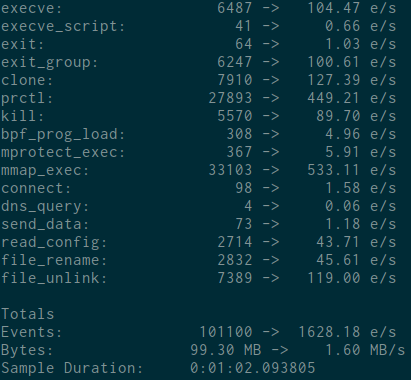 execve: 6487 -> 104.47 e/s
execve_script: 41 -> 0.66 e/s
exit: 64 -> 1.03 e/s
exit_group: 6247 -> 100.61 e/s
clone: 7910 -> 127.39 e/s
prctl: 27893 -> 449.21 e/s
kill: 5570 -> 89.70 e/s
bpf_prog_load: 308 -> 4.96 e/s
mprotect_exec: 367 -> 5.91 e/s
mmap_exec: 33103 -> 533.11 e/s
connect: 98 -> 1.58 e/s
dns_query: 4 -> 0.06 e/s
send_data: 73 -> 1.18 e/s
read_config: 2714 -> 43.71 e/s
file_rename: 2832 -> 45.61 e/s
file_unlink: 7389 -> 119.00 e/s
Totals
Events: 101100 -> 1628.18 e/s
Bytes: 99.30 MB -> 1.60 MB/s
Sample Duration: 0:01:02.093805